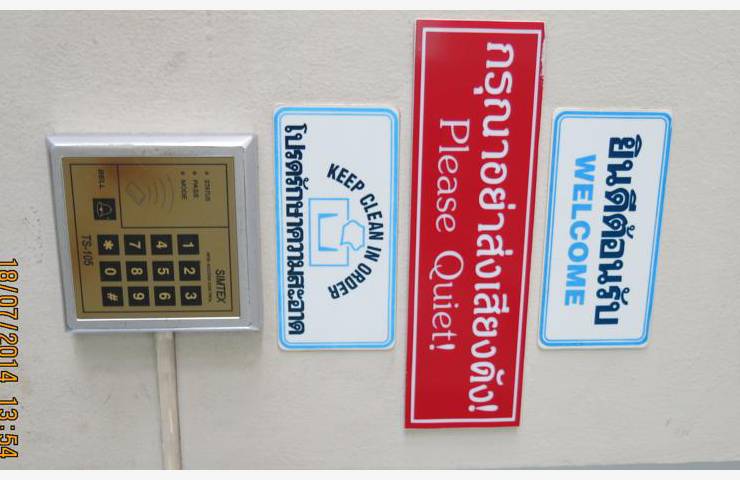 ยินดีต้อนรับ
WELCOME
กรุณาอย่าส่งเสียงดัง!
Please Quiet!
KEEP CLEAN IN ORDER
โปรดรักษาความสะอาด
SIMTEX
STATUS
PASS
MODE
1 2 3
4 5 6
7 8 9
* 0 #
BELL
TS-105
18/07/2014 13:54